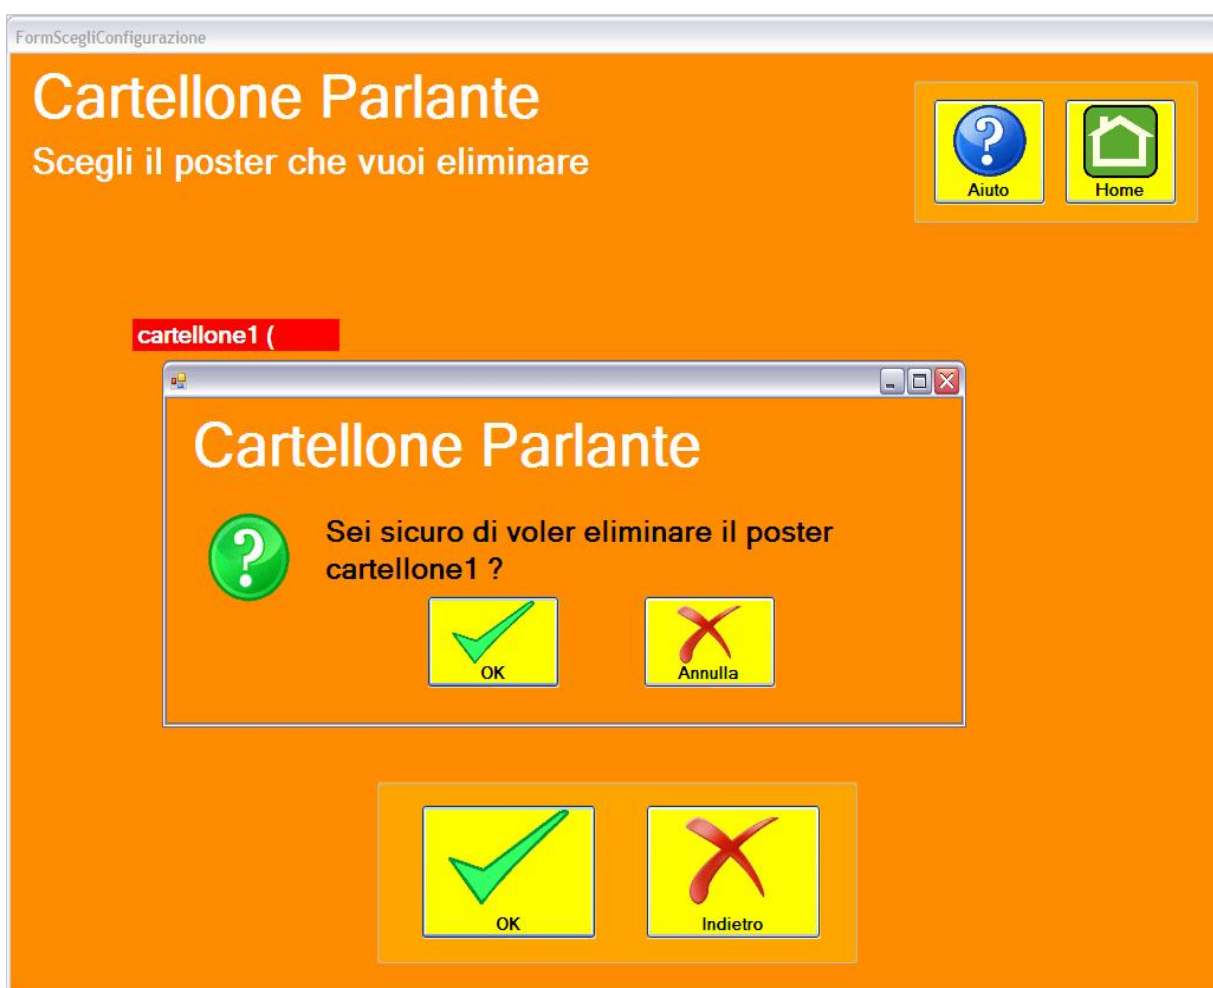 FormScegliConfigurazione
Cartellone Parlante
Scegli il poster che vuoi eliminare
Aiuto
Home
cartellone1 (
Cartellone Parlante
Sei sicuro di voler eliminare il poster
cartellone1 ?
OK
Annulla
OK
Indietro